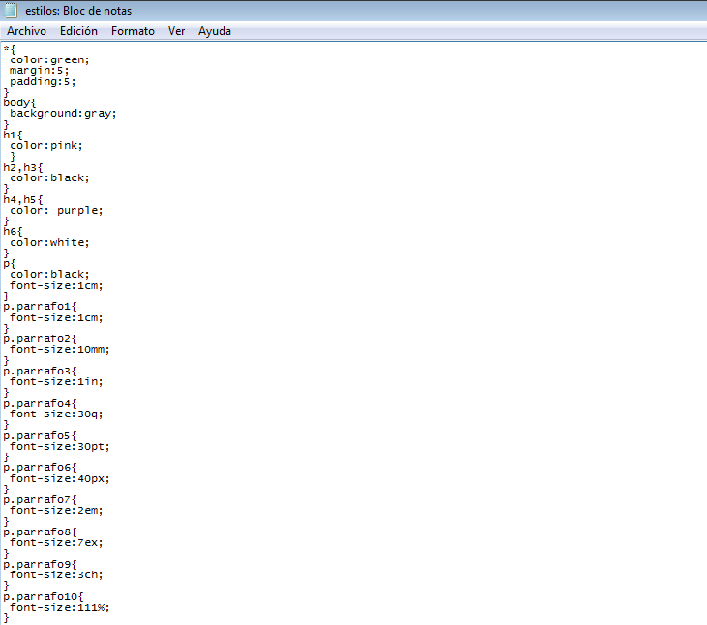 estilos: Bloc de notas
Archivo Edición Formato Ver Ayuda
*{
color:green;
margin:5;
padding:5;
}
body{
background:gray;
}
h1{
color:pink;
}
h2,h3{
color:black;
}
h4,h5{
color: purple;
}
h6{
color:white;
}
p{
color:black;
font-size:1cm;
}
p.parrafo1{
font-size:1cm;
}
p.parrafo2{
font-size:10mm;
}
p.parrafo3{
font-size:1in;
}
p.parrafo4{
font-size:30q;
}
p.parrafo5{
font-size:30pt;
}
p.parrafo6{
font-size:40px;
}
p.parrafo7{
font-size:2em;
}
p.parrafo8{
font-size:7ex;
}
p.parrafo9{
font-size:3ch;
}
p.parrafo10{
font-size:111%;
}